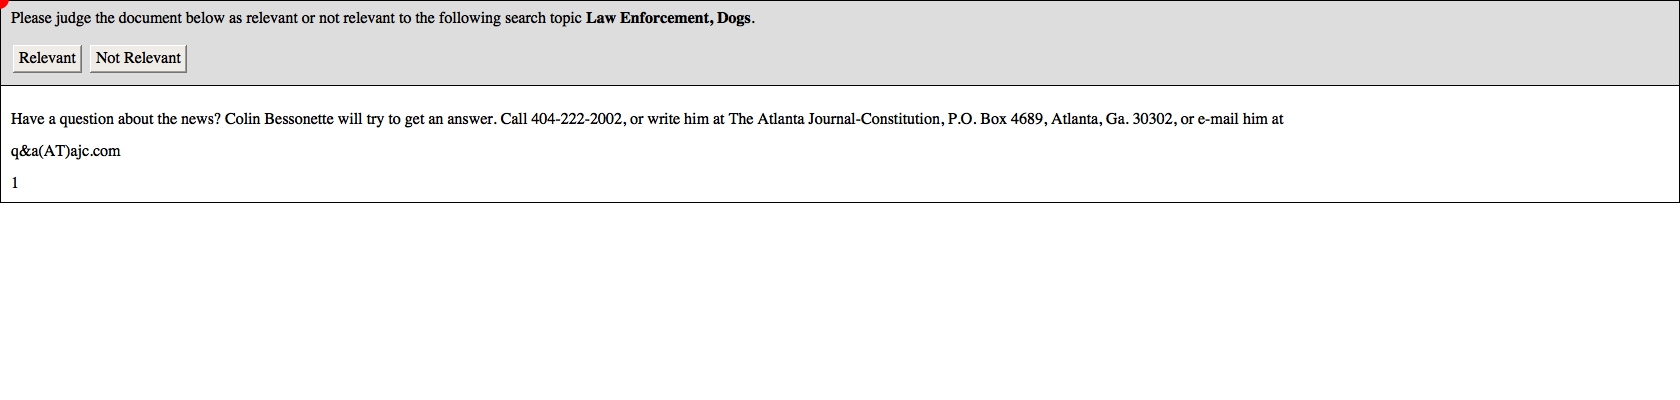 Please judge the document below as relevant or not relevant to the following search topic Law Enforcement, Dogs.
Relevant Not Relevant
Have a question about the news? Colin Bessonette will try to get an answer. Call 404-222-2002, or write him at The Atlanta Journal-Constitution, P.O. Box 4689, Atlanta, Ga. 30302, or e-mail him at
q&a(AT)ajc.com
1